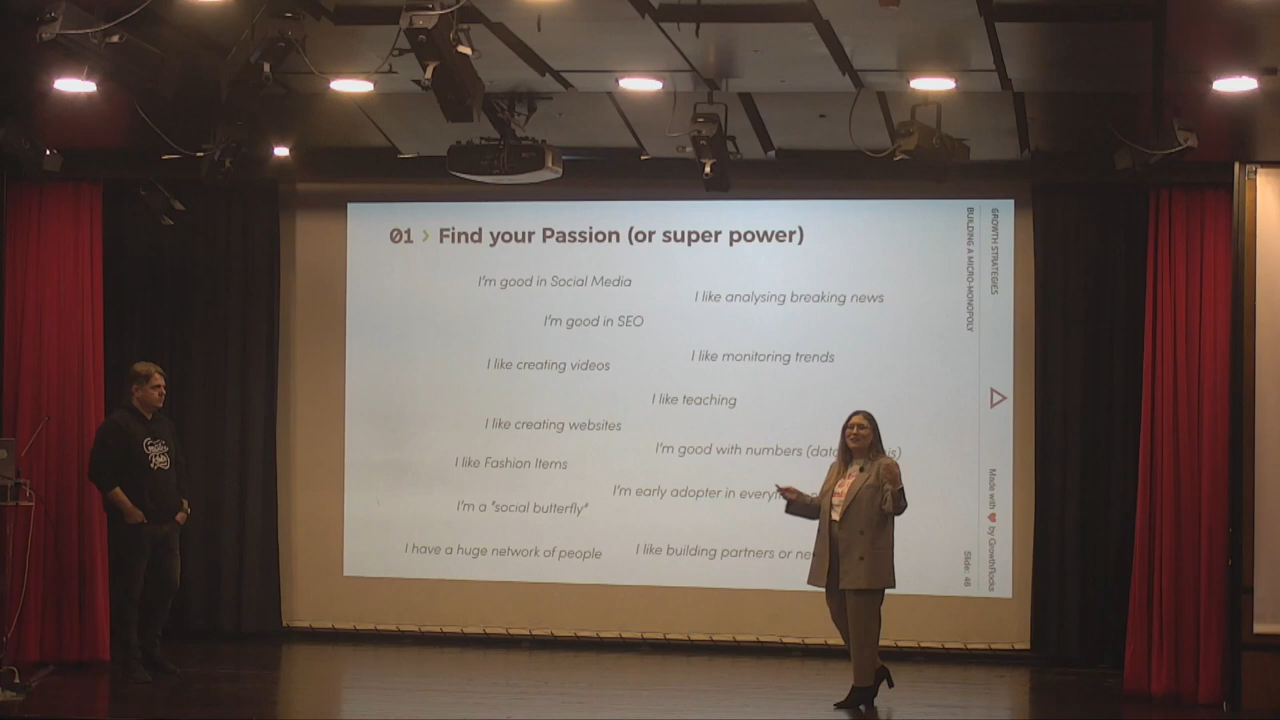 01 > Find your Passion (or super power)
I'm good in Social Media
I like analysing breaking news
I'm good in SEO
I like creating videos
I like monitoring trends
I like teaching
I like creating websites
I'm good with numbers (data
I like Fashion Items
I'm early adopter in
I'm a "social butterfly"
I have a huge network of people
I like building partners or
GROWTH STRATEGIES
BUILDING A MICRO-MONOPOLY
Made with ❤ by GrowthRocks
Slide: 46